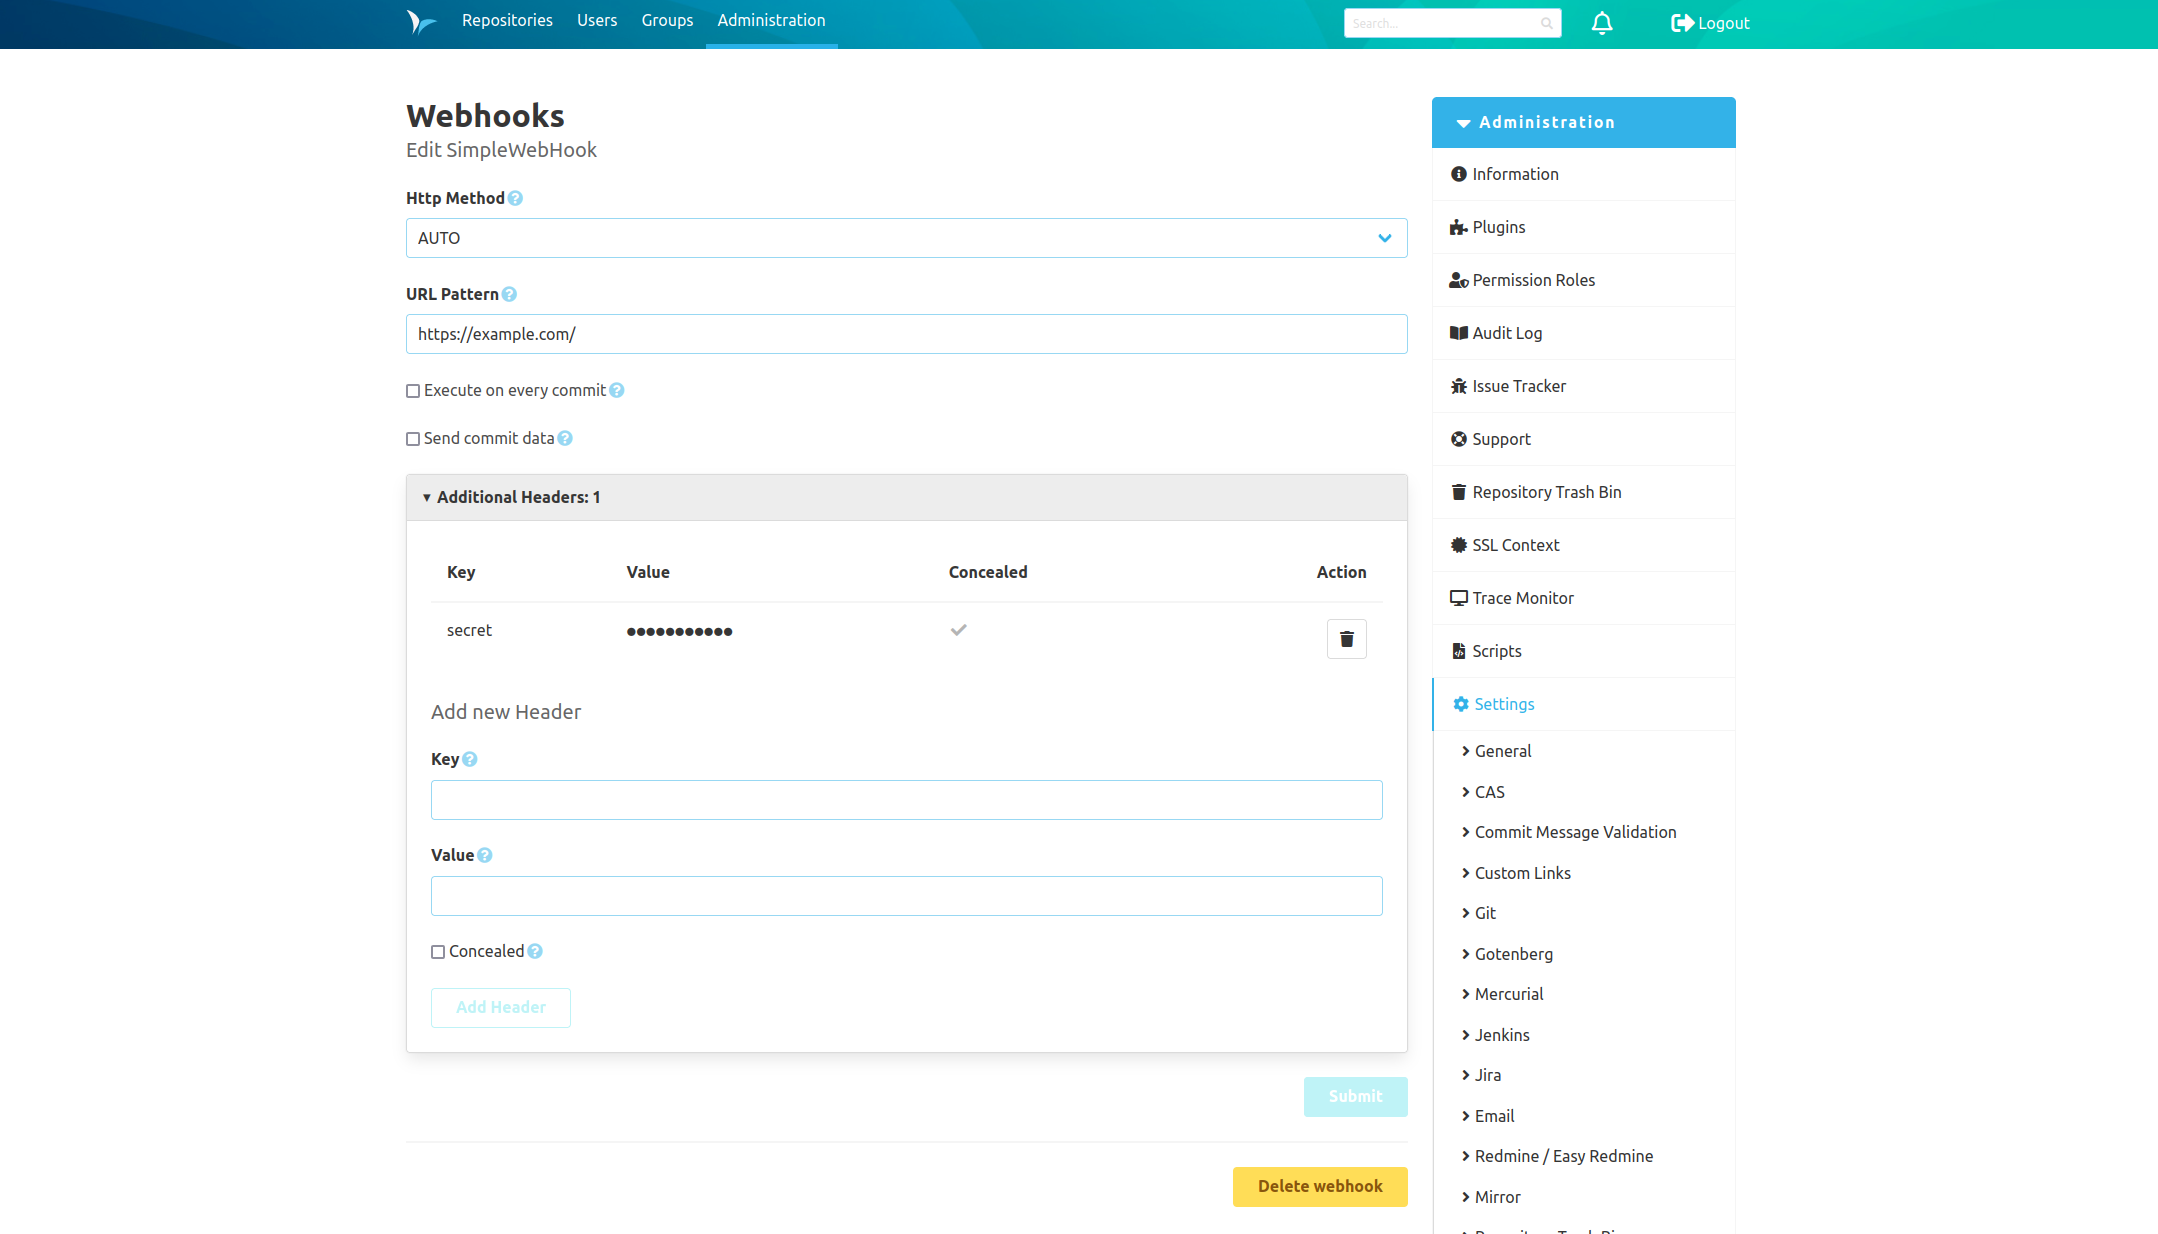 Repositories
Users
Groups
Administration
Search...
Logout
Webhooks
Edit SimpleWebHook
Http Method
AUTO
URL Pattern
https://example.com/
Execute on every commit
Send commit data
Additional Headers: 1
Key Value Concealed Action
secret ●●●●●●●●●●●
Add new Header
Key
Value
Concealed
Add Header
Submit
Delete webhook
Administration
Information
Plugins
Permission Roles
Audit Log
Issue Tracker
Support
Repository Trash Bin
SSL Context
Trace Monitor
Scripts
Settings
General
CAS
Commit Message Validation
Custom Links
Git
Gotenberg
Mercurial
Jenkins
Jira
Email
Redmine / Easy Redmine
Mirror